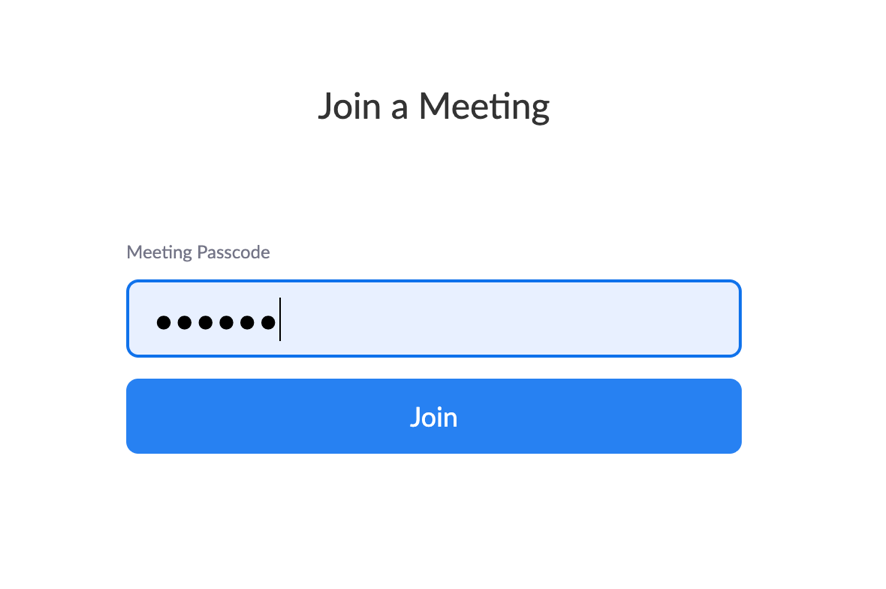 Join a Meeting
Meeting Passcode
••••••
Join